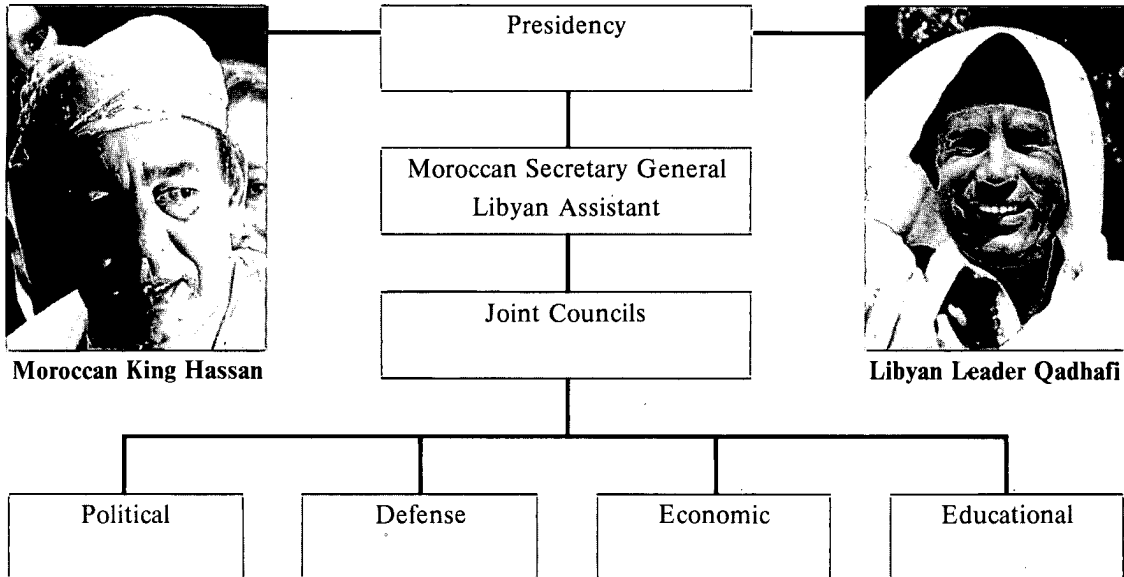 Presidency
Moroccan Secretary General
Libyan Assistant
Joint Councils
Moroccan King Hassan
Libyan Leader Qadhafi
Political
Defense
Economic
Educational